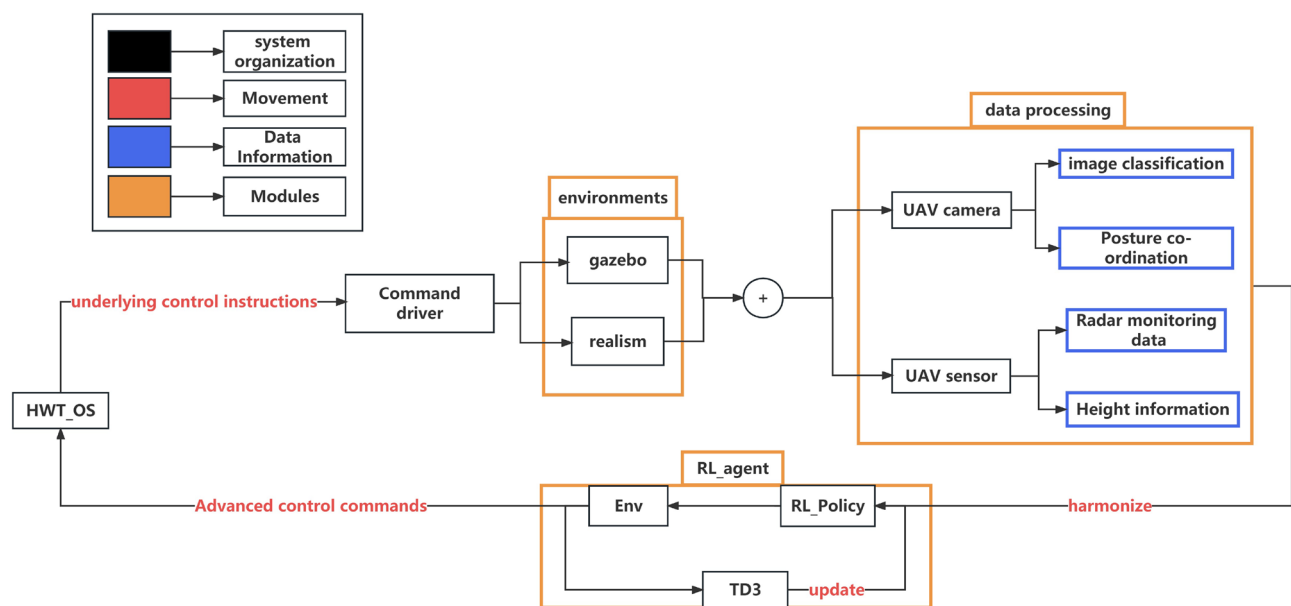 system
organization
Movement
Data
Information
Modules
data processing
image classification
environments
UAV camera
gazebo
Posture co-
ordination
underlying control instructions
Command
driver
+
Radar monitoring
data
realism
UAV sensor
HWT_OS
Height information
RL_agent
Advanced control commands
Env
RL_Policy
harmonize
TD3
update